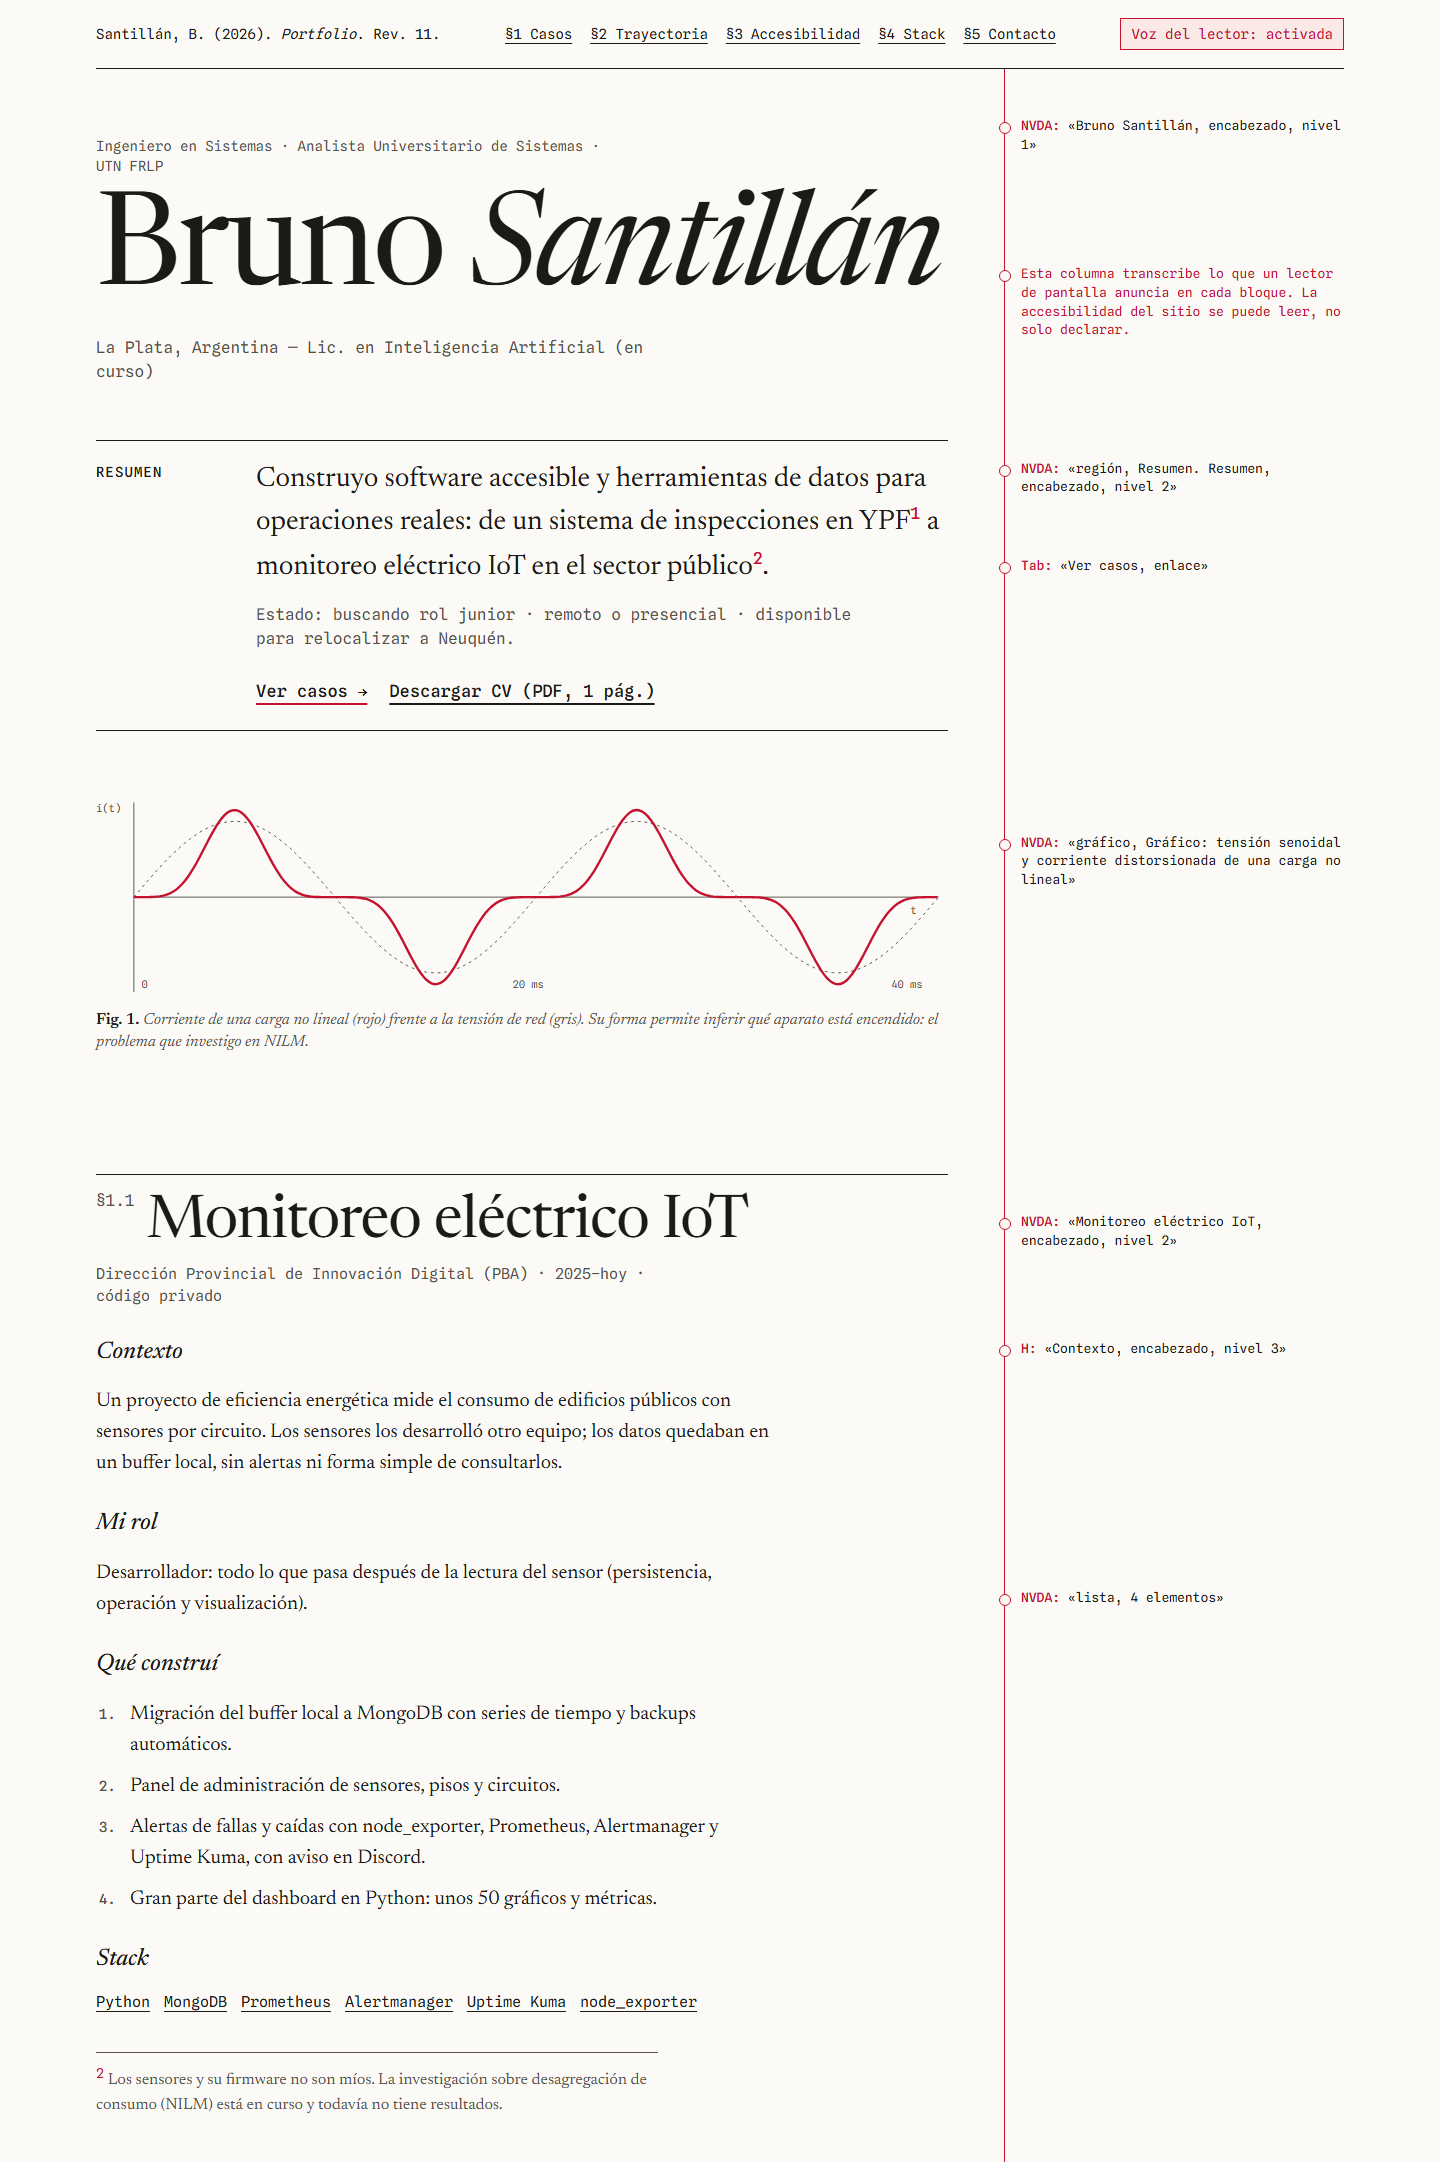 Santillán, B. (2026). Portfolio. Rev. 11.
§1 Casos §2 Trayectoria §3 Accesibilidad §4 Stack §5 Contacto
Voz del lector: activada
Ingeniero en Sistemas · Analista Universitario de Sistemas ·
UTN FRLP
Bruno Santillán
La Plata, Argentina — Lic. en Inteligencia Artificial (en
curso)
NVDA: «Bruno Santillán, encabezado, nivel
1»
Esta columna transcribe lo que un lector
de pantalla anuncia en cada bloque. La
accesibilidad del sitio se puede leer, no
solo declarar.
RESUMEN
Construyo software accesible y herramientas de datos para
operaciones reales: de un sistema de inspecciones en YPF1 a
monitoreo eléctrico IoT en el sector público2.
Estado: buscando rol junior · remoto o presencial · disponible
para relocalizar a Neuquén.
Ver casos → Descargar CV (PDF, 1 pág.)
NVDA: «región, Resumen. Resumen,
encabezado, nivel 2»
Tab: «Ver casos, enlace»
i(t)
t
0
20 ms
40 ms
Fig. 1. Corriente de una carga no lineal (rojo) frente a la tensión de red (gris). Su forma permite inferir qué aparato está encendido: el
problema que investigo en NILM.
NVDA: «gráfico, Gráfico: tensión senoidal
y corriente distorsionada de una carga no
lineal»
§1.1 Monitoreo eléctrico IoT
Dirección Provincial de Innovación Digital (PBA) · 2025–hoy ·
código privado
NVDA: «Monitoreo eléctrico IoT,
encabezado, nivel 2»
Contexto
H: «Contexto, encabezado, nivel 3»
Un proyecto de eficiencia energética mide el consumo de edificios públicos con
sensores por circuito. Los sensores los desarrolló otro equipo; los datos quedaban en
un buffer local, sin alertas ni forma simple de consultarlos.
Mi rol
Desarrollador: todo lo que pasa después de la lectura del sensor (persistencia,
operación y visualización).
NVDA: «lista, 4 elementos»
Qué construí
1. Migración del buffer local a MongoDB con series de tiempo y backups
automáticos.
2. Panel de administración de sensores, pisos y circuitos.
3. Alertas de fallas y caídas con node_exporter, Prometheus, Alertmanager y
Uptime Kuma, con aviso en Discord.
4. Gran parte del dashboard en Python: unos 50 gráficos y métricas.
Stack
Python MongoDB Prometheus Alertmanager Uptime Kuma node_exporter
2 Los sensores y su firmware no son míos. La investigación sobre desagregación de
consumo (NILM) está en curso y todavía no tiene resultados.